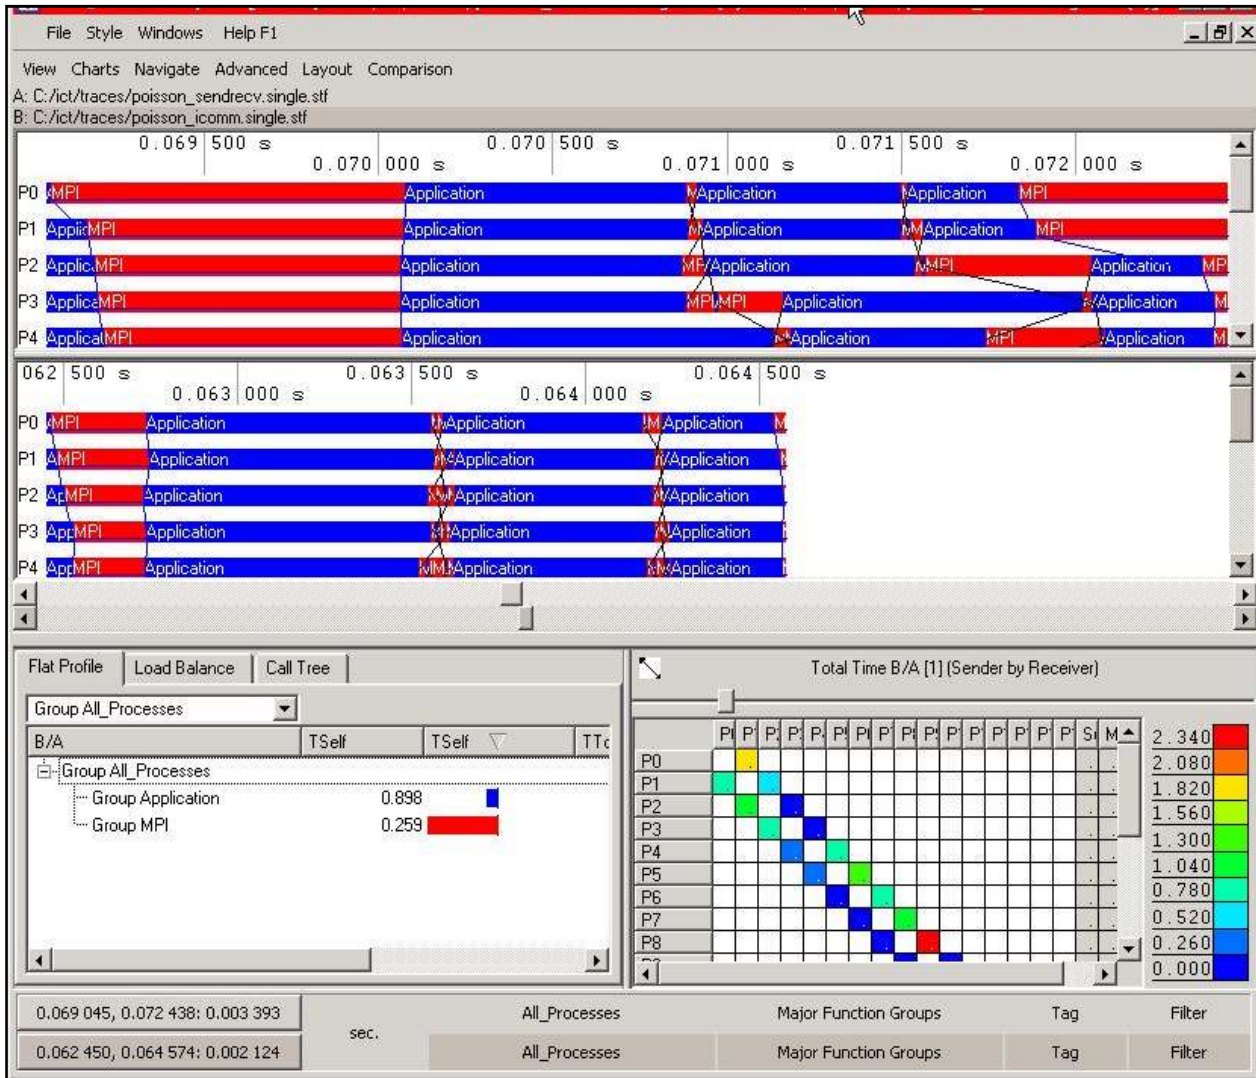 File Style Windows Help F1
View Charts Navigate Advanced Layout Comparison
A: C:/ict/traces/poisson_sendrecv.single.stf
B: C:/ict/traces/poisson_icomm.single.stf
0.069 500 s 0.070 500 s 0.071 500 s
0.070 000 s 0.071 000 s 0.072 000 s
P0 MPI Application Application Application MPI
P1 Applic MPI Application Application Application MPI
P2 Applic MPI Application Application MPI Application MP
P3 Applica MPI Application MPI MPI Application Application M
P4 Applicat MPI Application Application MPI Application M
062 500 s 0.063 500 s 0.064 500 s
0.063 000 s 0.064 000 s
P0 MPI Application Application M Application M
P1 A MPI Application Application Application
P2 Ap MPI Application Application Application
P3 App MPI Application Application Application
P4 App MPI Application Application Application
Flat Profile Load Balance Call Tree
Group All_Processes
B/A TSelf TSelf TTo
Group All_Processes
Group Application 0.898
Group MPI 0.259
Total Time B/A [1] (Sender by Receiver)
P0
P1
P2
P3
P4
P5
P6
P7
P8
2.340
2.080
1.820
1.560
1.300
1.040
0.780
0.520
0.260
0.000
0.069 045, 0.072 438: 0.003 393 sec. All_Processes Major Function Groups Tag Filter
0.062 450, 0.064 574: 0.002 124 All_Processes Major Function Groups Tag Filter